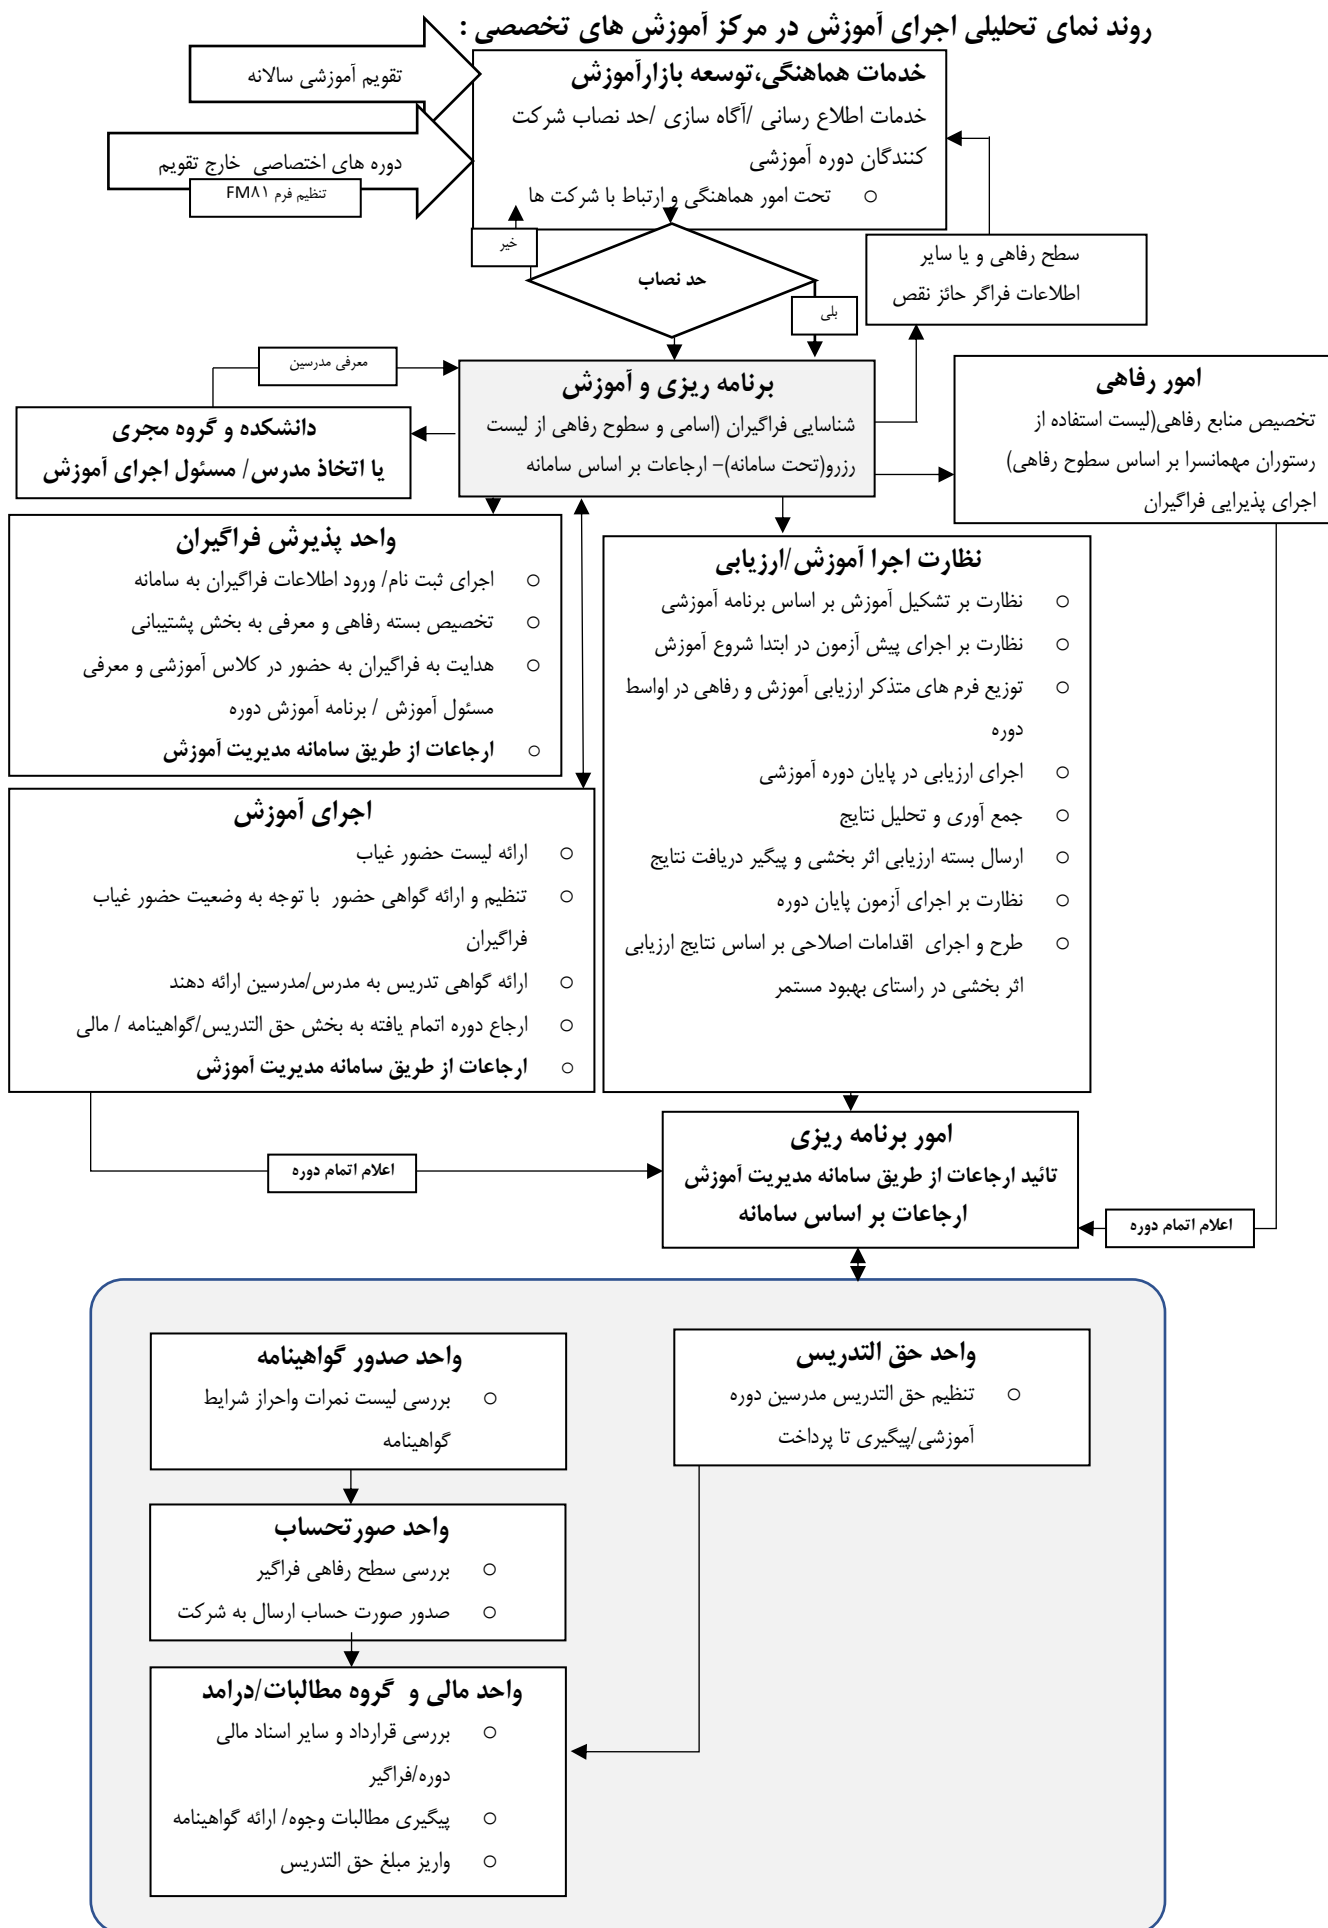 روند نمای تحلیلی اجرای آموزش در مرکز آموزش های تخصصی :
تقویم آموزشی سالانه
دوره های اختصاصی خارج تقویم
تنظیم فرم FM۸۱
خدمات هماهنگی،توسعه بازارآموزش
خدمات اطلاع رسانی /آگاه سازی /حد نصاب شرکت
کنندگان دوره آموزشی
○ تحت امور هماهنگی و ارتباط با شرکت ها
خیر
حد نصاب
بلی
سطح رفاهی و یا سایر
اطلاعات فراگر حائز نقص
معرفی مدرسین
برنامه ریزی و آموزش
شناسایی فراگیران (اسامی و سطوح رفاهی از لیست
رزرو(تحت سامانه)– ارجاعات بر اساس سامانه
امور رفاهی
تخصیص منابع رفاهی(لیست استفاده از
رستوران مهمانسرا بر اساس سطوح رفاهی)
اجرای پذیرایی فراگیران
دانشکده و گروه مجری
یا اتخاذ مدرس/ مسئول اجرای آموزش
واحد پذیرش فراگیران
○ اجرای ثبت نام/ ورود اطلاعات فراگیران به سامانه
○ تخصیص بسته رفاهی و معرفی به بخش پشتیبانی
○ هدایت به فراگیران به حضور در کلاس آموزشی و معرفی
مسئول آموزش / برنامه آموزش دوره
○ ارجاعات از طریق سامانه مدیریت آموزش
نظارت اجرا آموزش/ارزیابی
○ نظارت بر تشکیل آموزش بر اساس برنامه آموزشی
○ نظارت بر اجرای پیش آزمون در ابتدا شروع آموزش
○ توزیع فرم های متذکر ارزیابی آموزش و رفاهی در اواسط
دوره
○ اجرای ارزیابی در پایان دوره آموزشی
○ جمع آوری و تحلیل نتایج
○ ارسال بسته ارزیابی اثر بخشی و پیگیر دریافت نتایج
○ نظارت بر اجرای آزمون پایان دوره
○ طرح و اجرای اقدامات اصلاحی بر اساس نتایج ارزیابی
اثر بخشی در راستای بهبود مستمر
اجرای آموزش
○ ارائه لیست حضور غیاب
○ تنظیم و ارائه گواهی حضور با توجه به وضعیت حضور غیاب
فراگیران
○ ارائه گواهی تدریس به مدرس/مدرسین ارائه دهند
○ ارجاع دوره اتمام یافته به بخش حق التدریس/گواهینامه / مالی
○ ارجاعات از طریق سامانه مدیریت آموزش
امور برنامه ریزی
تائید ارجاعات از طریق سامانه مدیریت آموزش
ارجاعات بر اساس سامانه
اعلام اتمام دوره
اعلام اتمام دوره
واحد حق التدریس
○ تنظیم حق التدریس مدرسین دوره
آموزشی/پیگیری تا پرداخت
واحد صدور گواهینامه
○ بررسی لیست نمرات واحراز شرایط
گواهینامه
واحد صورتحساب
○ بررسی سطح رفاهی فراگیر
○ صدور صورت حساب ارسال به شرکت
واحد مالی و گروه مطالبات/درامد
○ بررسی قرارداد و سایر اسناد مالی
دوره/فراگیر
○ پیگیری مطالبات وجوه/ ارائه گواهینامه
○ واریز مبلغ حق التدریس